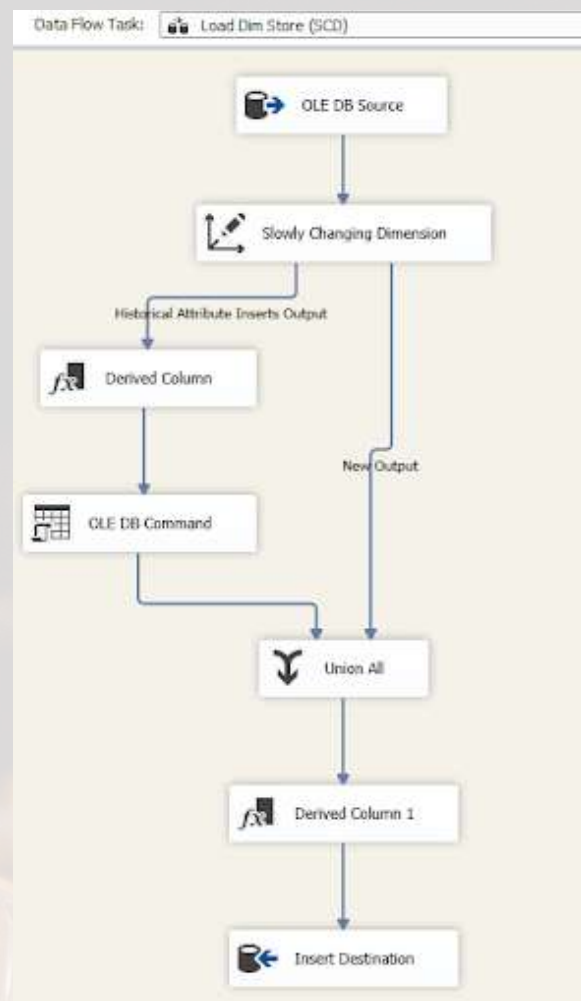 Data Flow Task: Load Dim Store (SCD)
OLE DB Source
Slowly Changing Dimension
Historical Attribute Inserts Output
Derived Column
New Output
OLE DB Command
Union All
Derived Column 1
Insert Destination